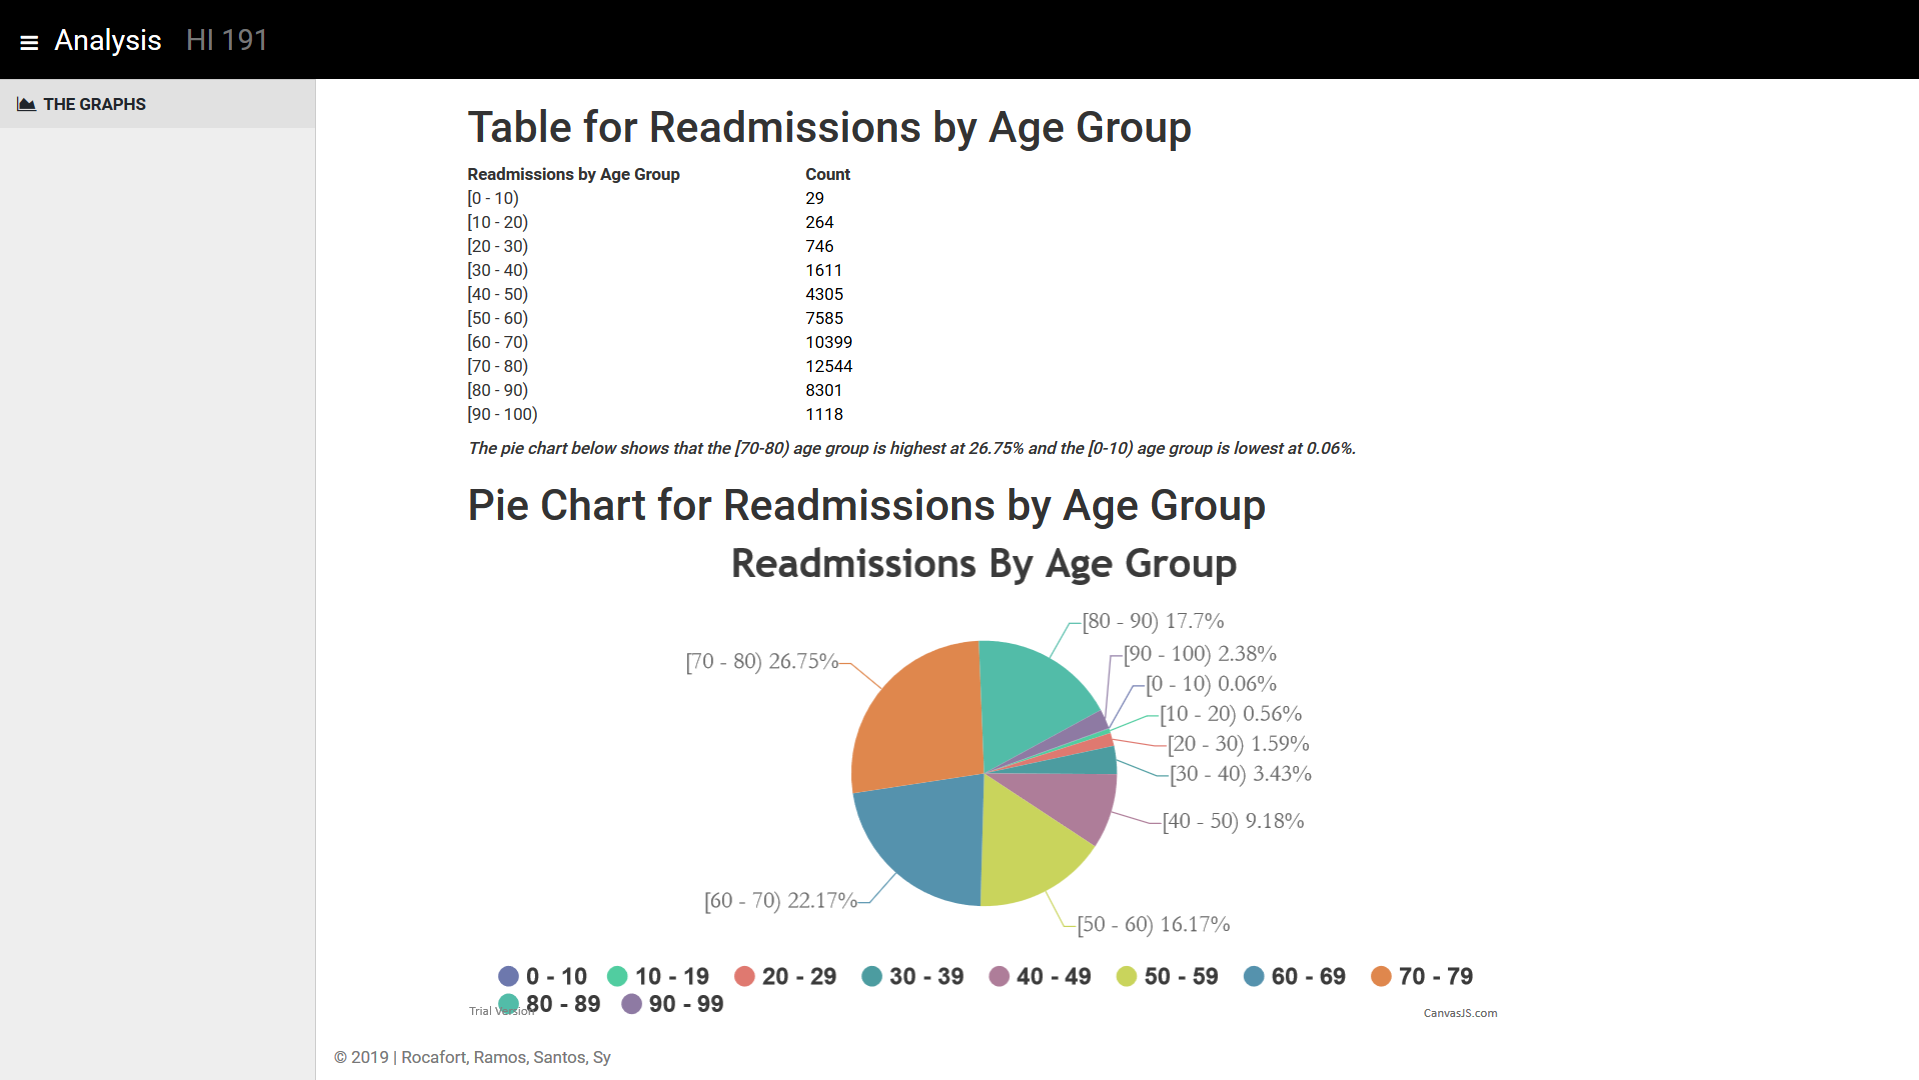 Analysis HI 191
THE GRAPHS
Table for Readmissions by Age Group
Readmissions by Age Group Count
[0 - 10) 29
[10 - 20) 264
[20 - 30) 746
[30 - 40) 1611
[40 - 50) 4305
[50 - 60) 7585
[60 - 70) 10399
[70 - 80) 12544
[80 - 90) 8301
[90 - 100) 1118
The pie chart below shows that the [70-80) age group is highest at 26.75% and the [0-10) age group is lowest at 0.06%.
Pie Chart for Readmissions by Age Group
Readmissions By Age Group
[80 - 90) 17.7%
[90 - 100) 2.38%
[70 - 80) 26.75%
[0 - 10) 0.06%
[10 - 20) 0.56%
[20 - 30) 1.59%
[30 - 40) 3.43%
[40 - 50) 9.18%
[60 - 70) 22.17%
[50 - 60) 16.17%
0 - 10 10 - 19 20 - 29 30 - 39 40 - 49 50 - 59 60 - 69 70 - 79
80 - 89 90 - 99
Trial Version
CanvasJS.com
© 2019 | Rocafort, Ramos, Santos, Sy